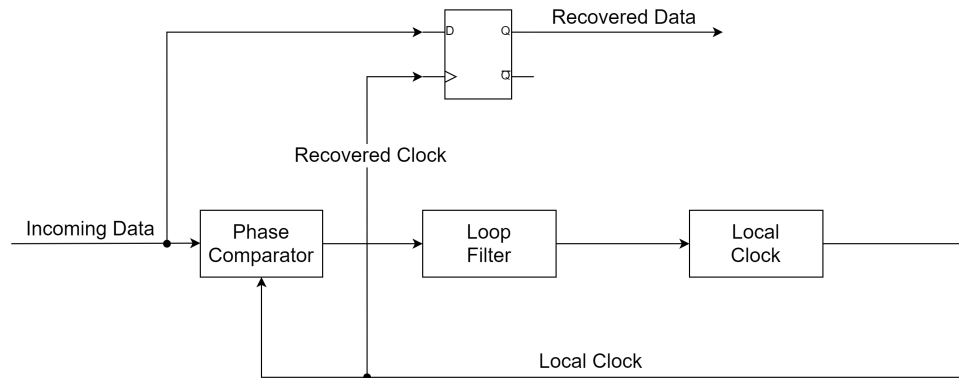 Recovered Data
D
Q
Q̅
Recovered Clock
Incoming Data
Phase
Comparator
Loop
Filter
Local
Clock
Local Clock